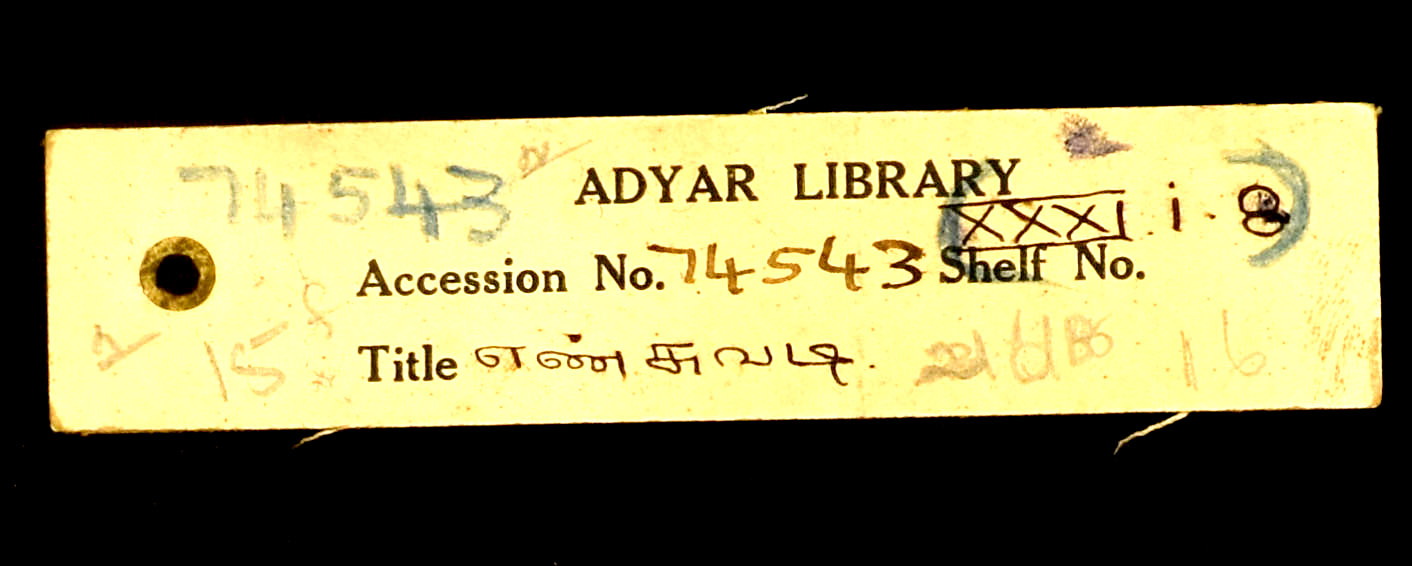 74543
ADYAR LIBRARY
XXXI. i. 8
Accession No. 74543 Shelf No.
Title எண் சுவடி.
15
16